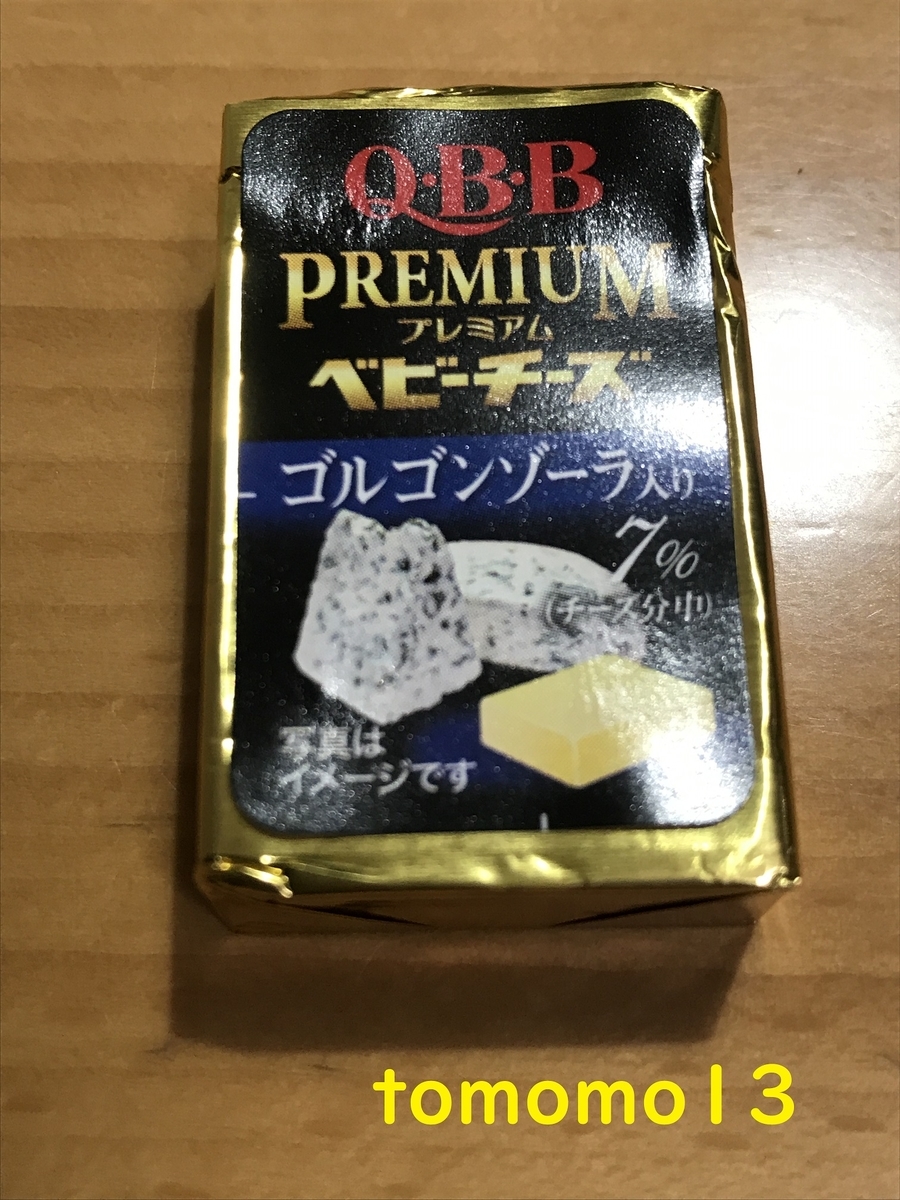 Q・B・B
PREMIUM
プレミアム
ベビーチーズ
ゴルゴンゾーラ入り
7%
(チーズ分中)
写真は
イメージです
tomomo13